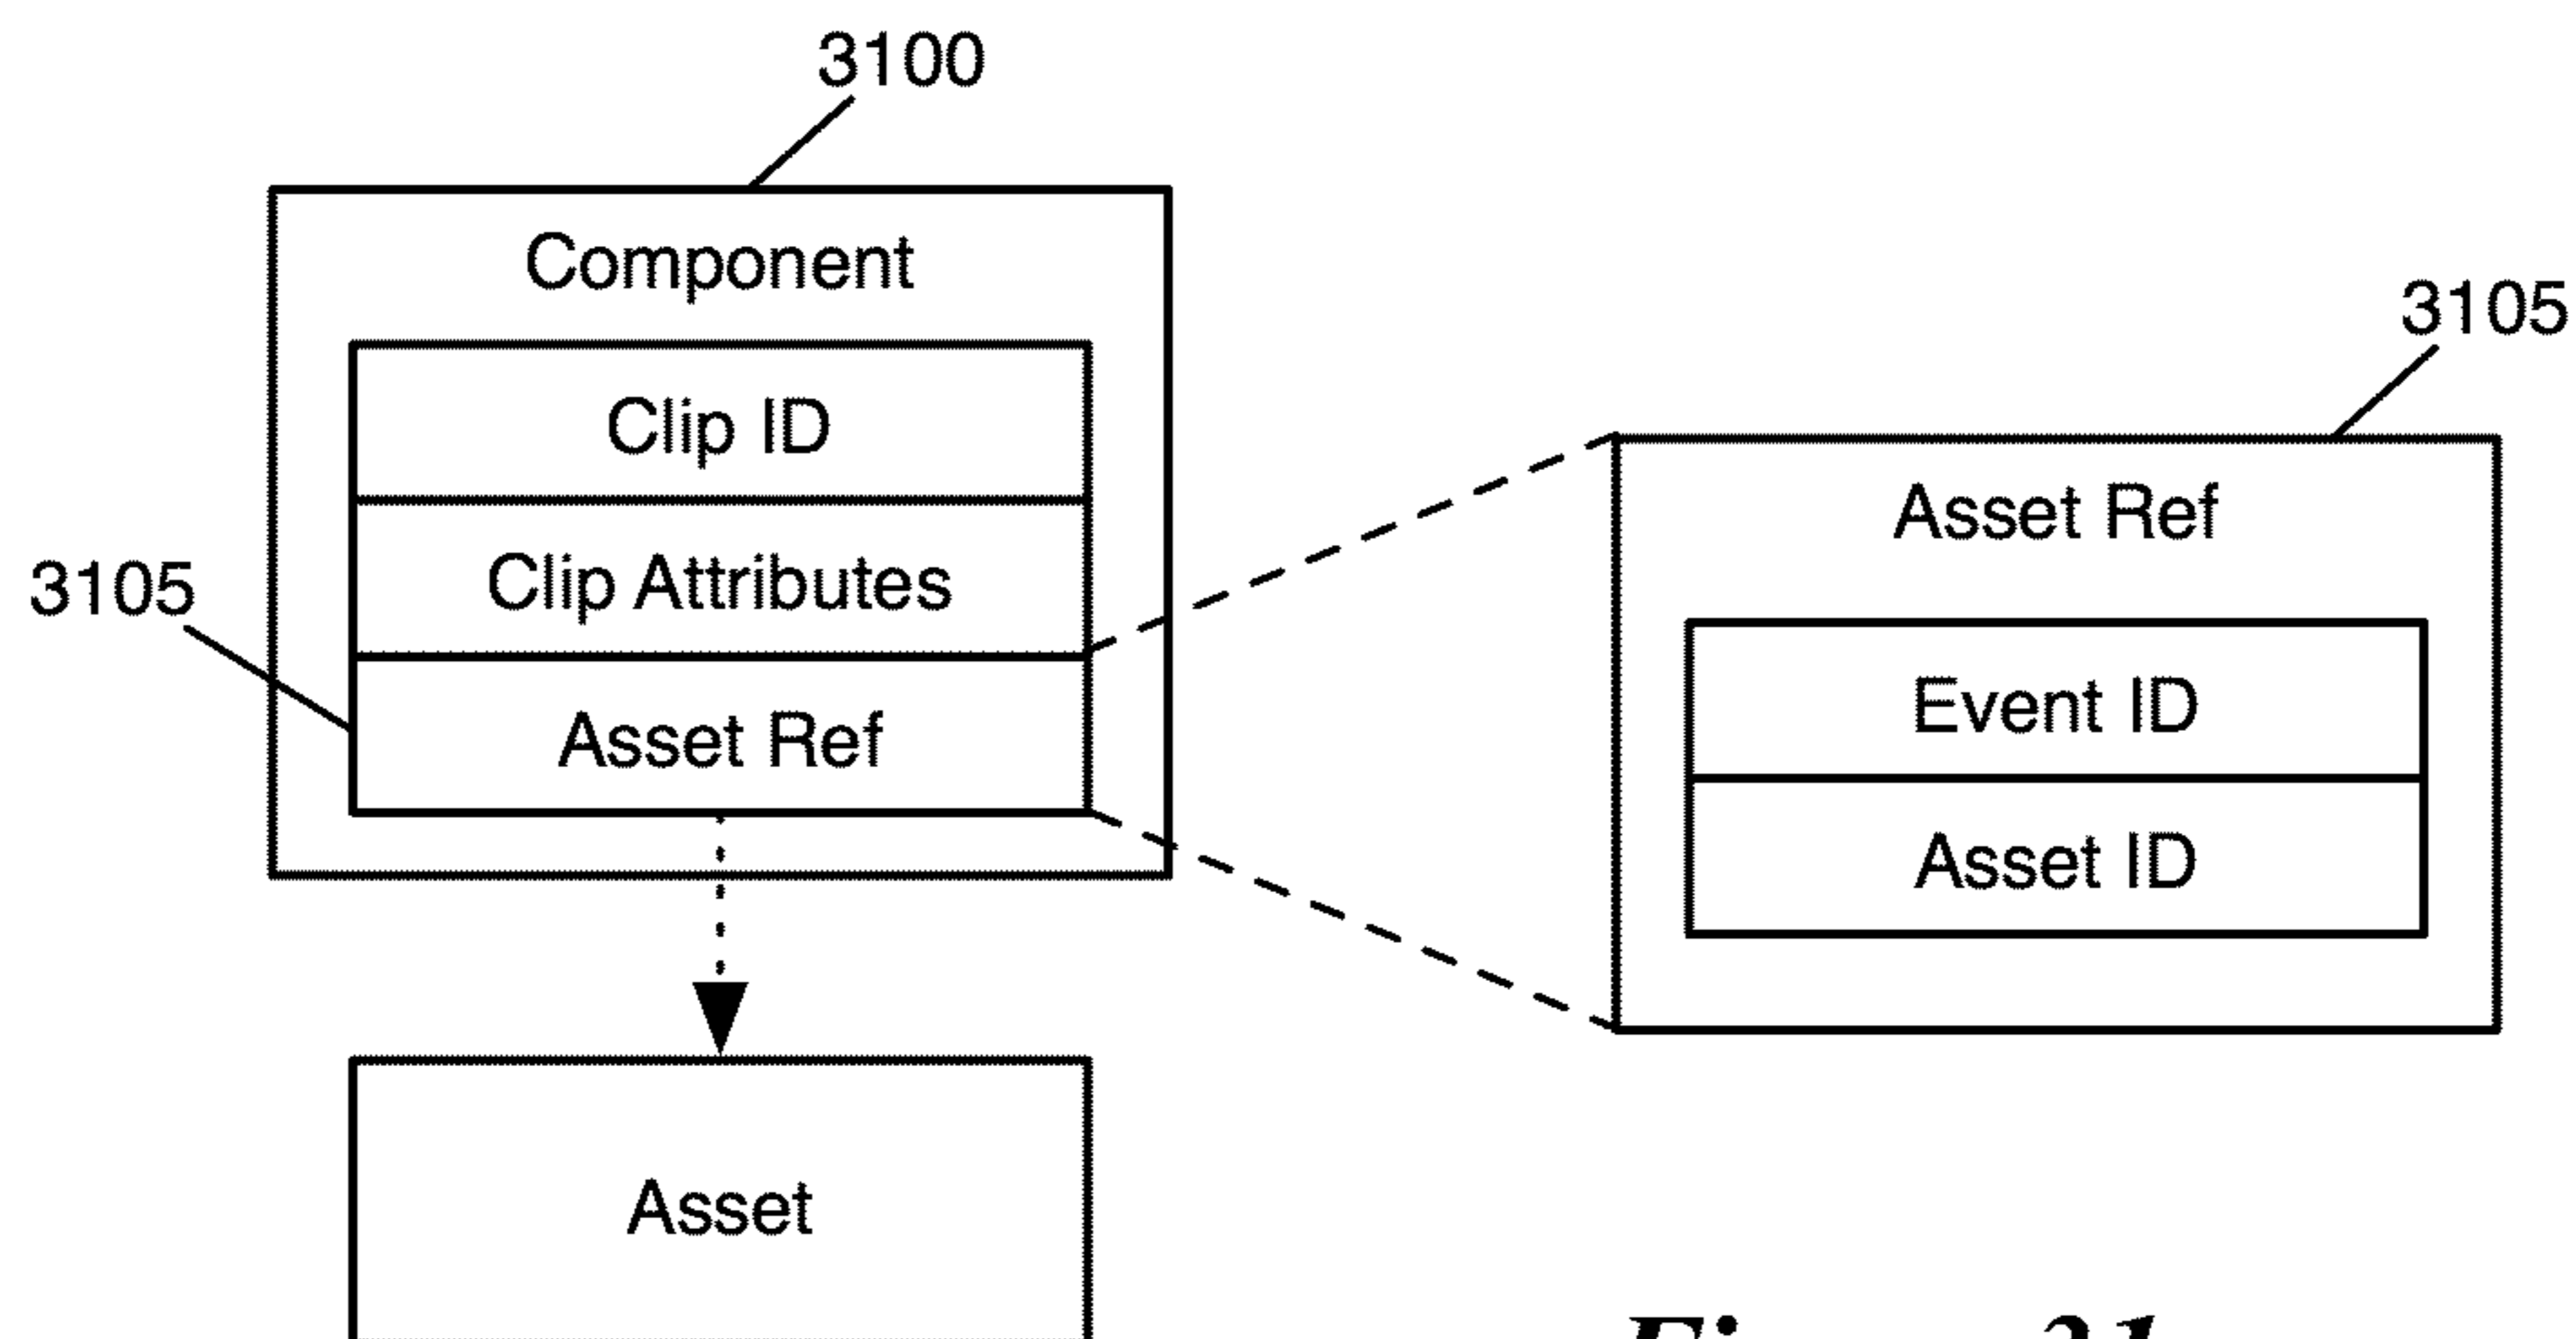 3100
Component
3105
Clip ID
Asset Ref
Clip Attributes
3105
Asset Ref
Event ID
Asset ID
Asset